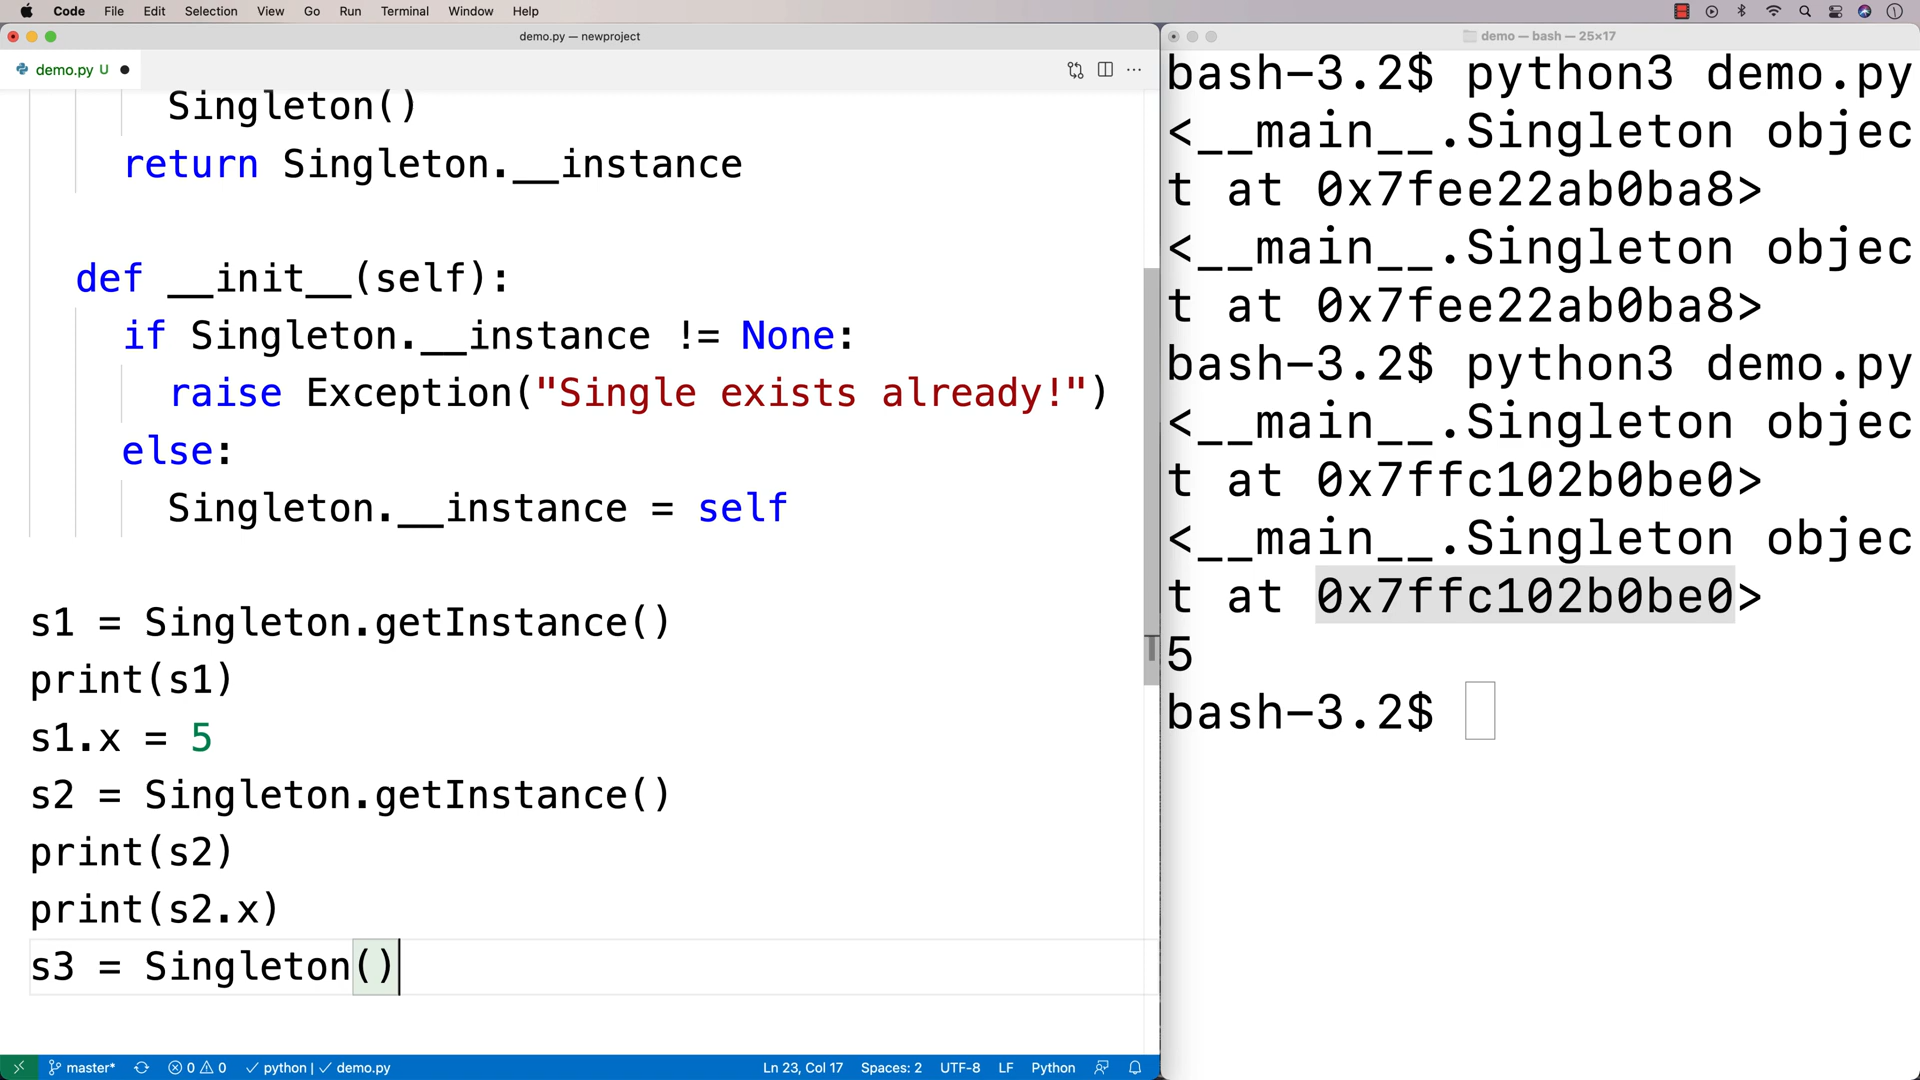 Code File Edit Selection View Go Run Terminal Window Help
demo.py — newproject
demo.py U
Singleton()
return Singleton.__instance
def __init__(self):
if Singleton.__instance != None:
raise Exception("Single exists already!")
else:
Singleton.__instance = self
s1 = Singleton.getInstance()
print(s1)
s1.x = 5
s2 = Singleton.getInstance()
print(s2)
print(s2.x)
s3 = Singleton()
master* 0 0 python | demo.py Ln 23, Col 17 Spaces: 2 UTF-8 LF Python
demo — bash — 25×17
bash-3.2$ python3 demo.py
<__main__.Singleton objec
t at 0x7fee22ab0ba8>
<__main__.Singleton objec
t at 0x7fee22ab0ba8>
bash-3.2$ python3 demo.py
<__main__.Singleton objec
t at 0x7ffc102b0be0>
<__main__.Singleton objec
t at 0x7ffc102b0be0>
5
bash-3.2$